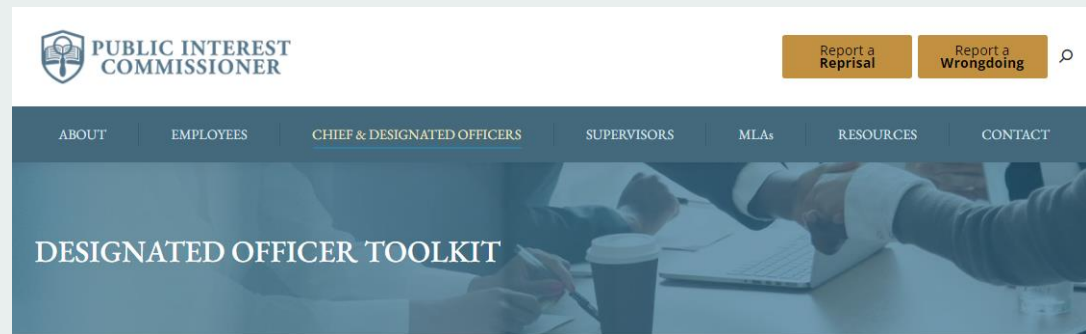 PUBLIC INTEREST
COMMISSIONER
Report a
Reprisal
Report a
Wrongdoing
ABOUT
EMPLOYEES
CHIEF & DESIGNATED OFFICERS
SUPERVISORS
MLAs
RESOURCES
CONTACT
DESIGNATED OFFICER TOOLKIT